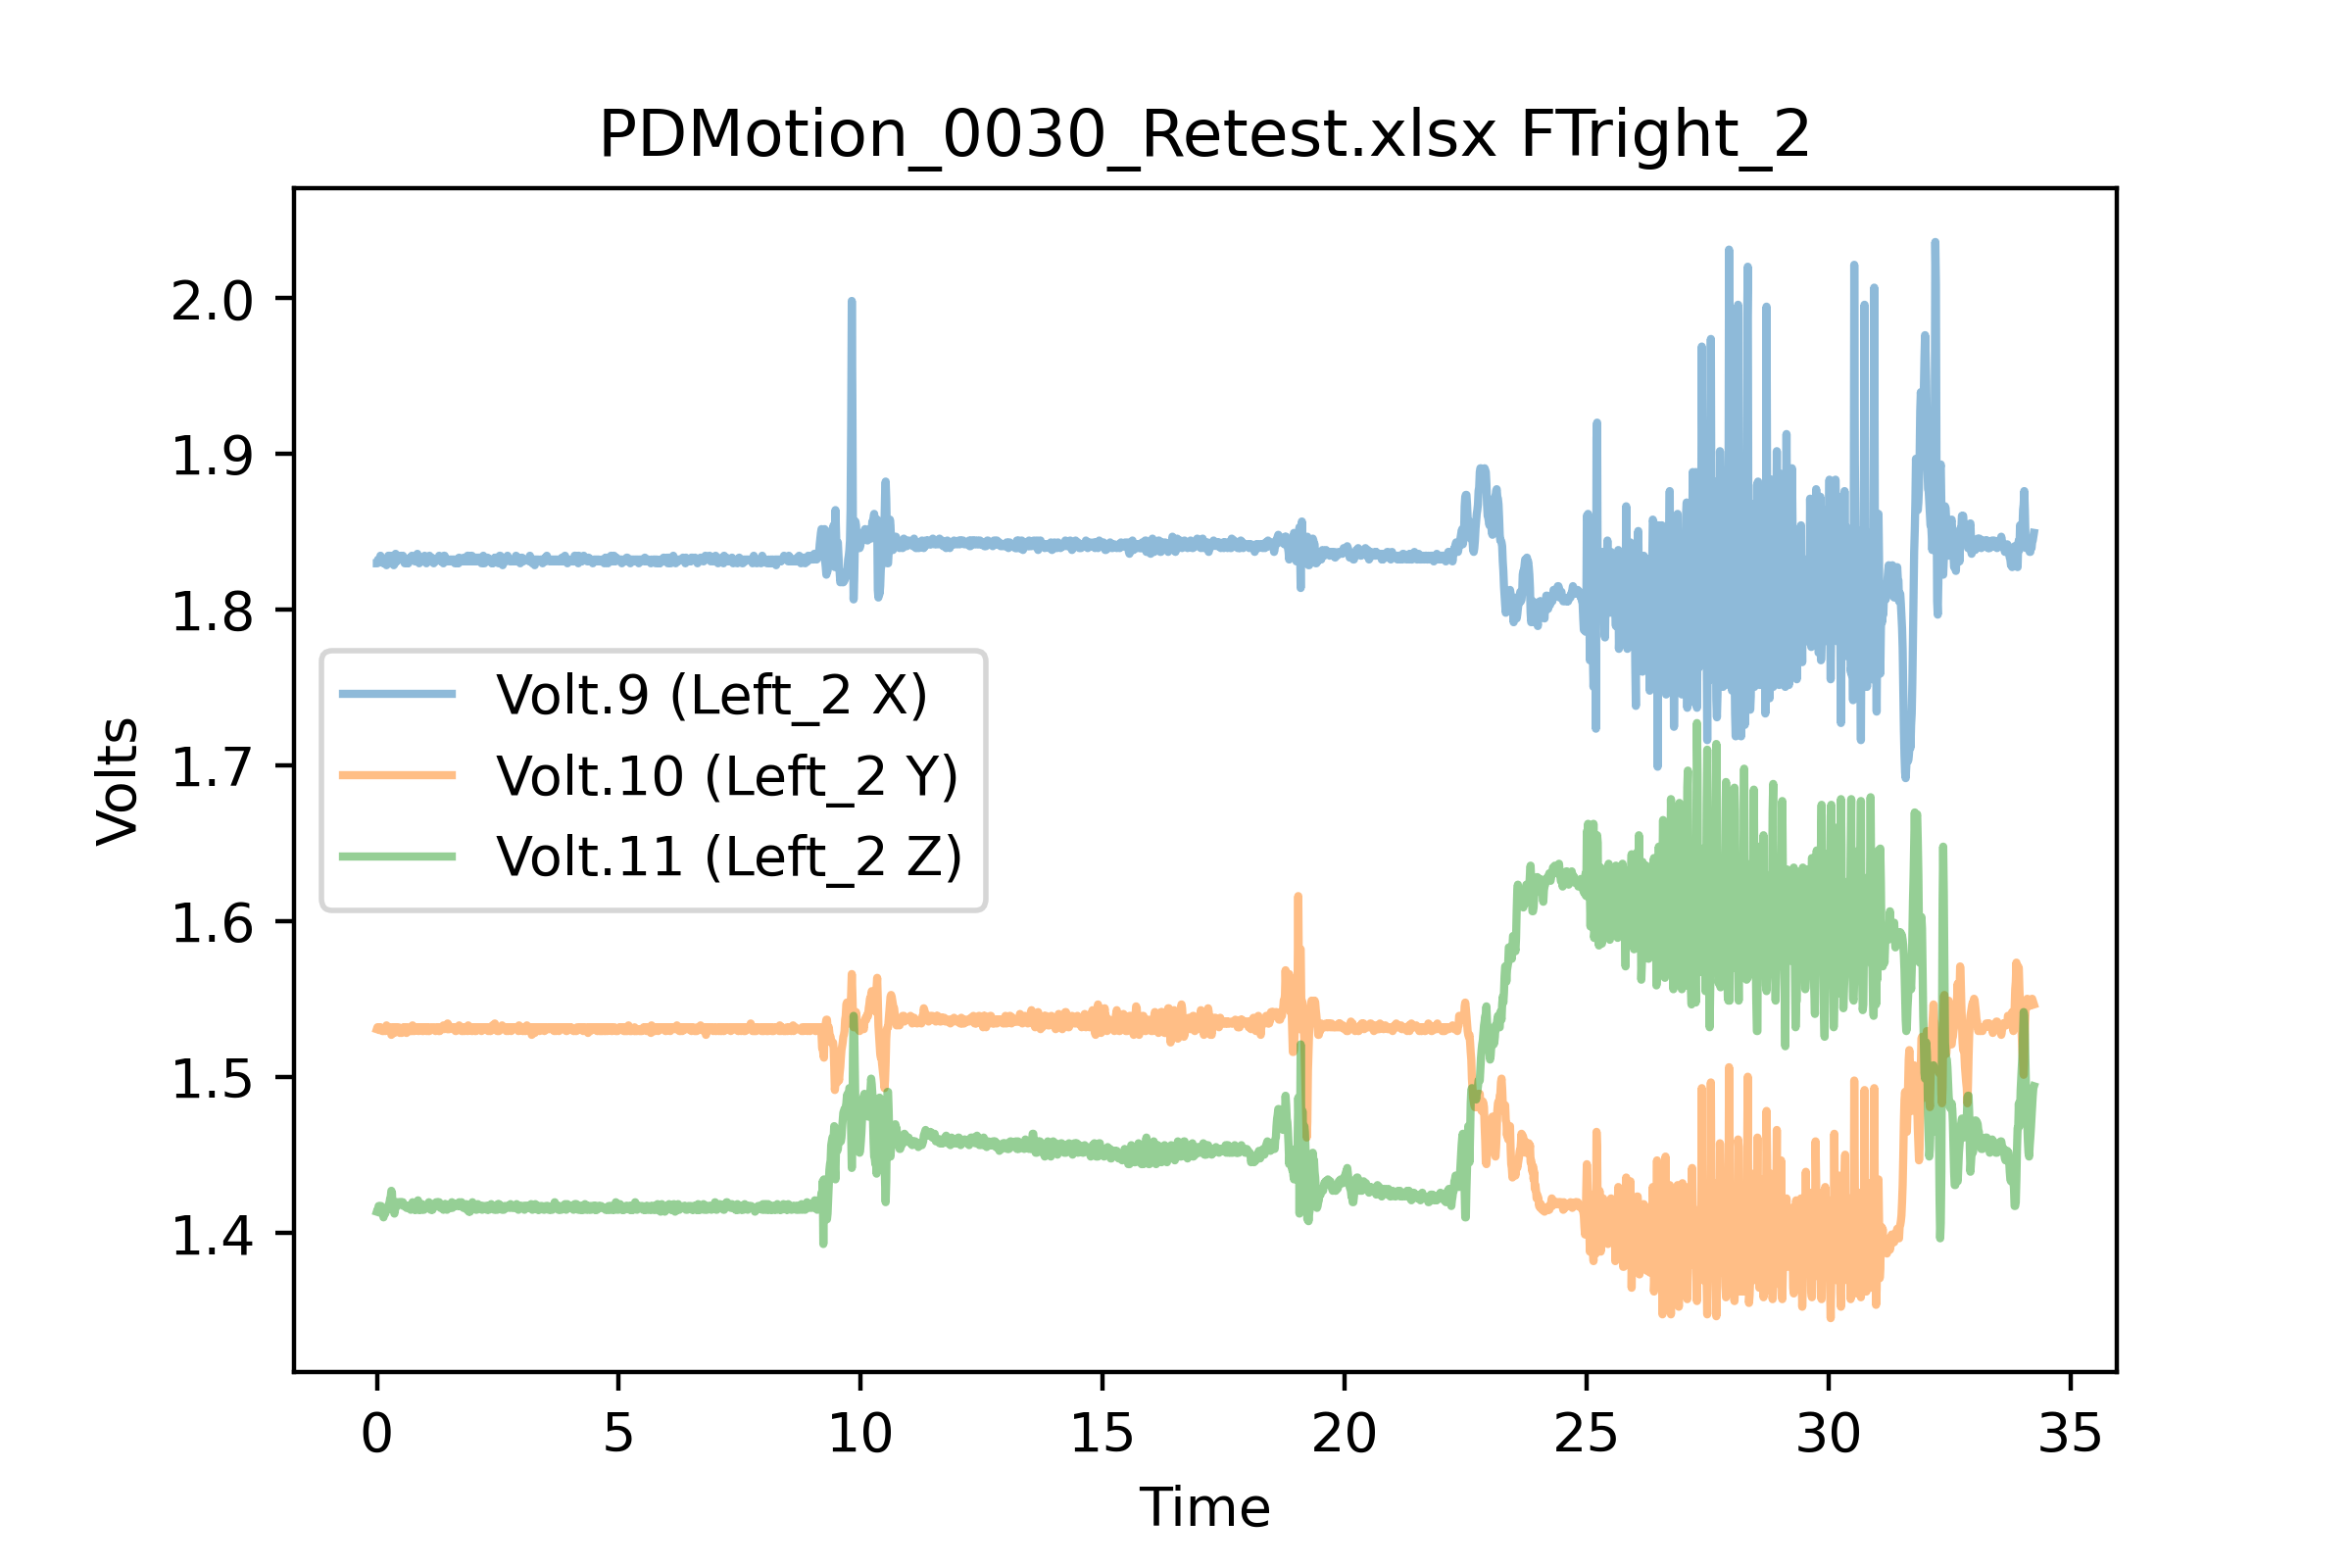 PDMotion_0030_Retest.xlsx FTright_2
2.0
1.9
1.8
1.7
1.6
1.5
1.4
Volts
Volt.9 (Left_2 X)
Volt.10 (Left_2 Y)
Volt.11 (Left_2 Z)
0 5 10 15 20 25 30 35
Time